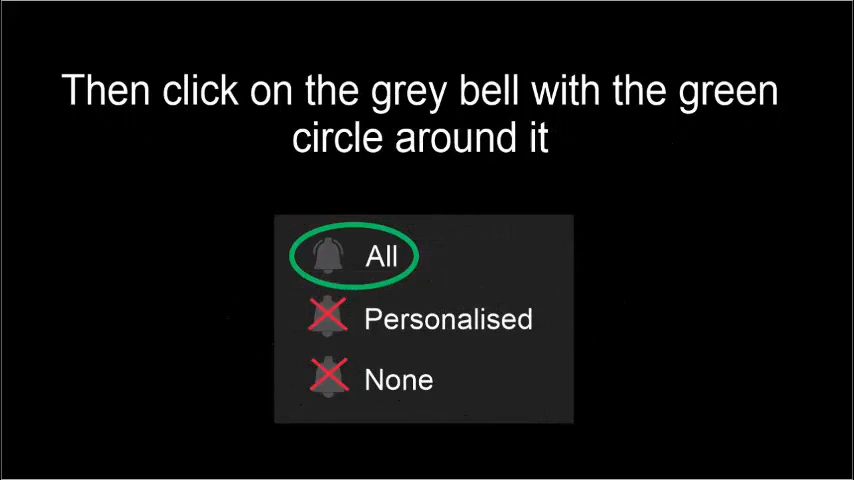 Then click on the grey bell with the green
circle around it
All
Personalised
None